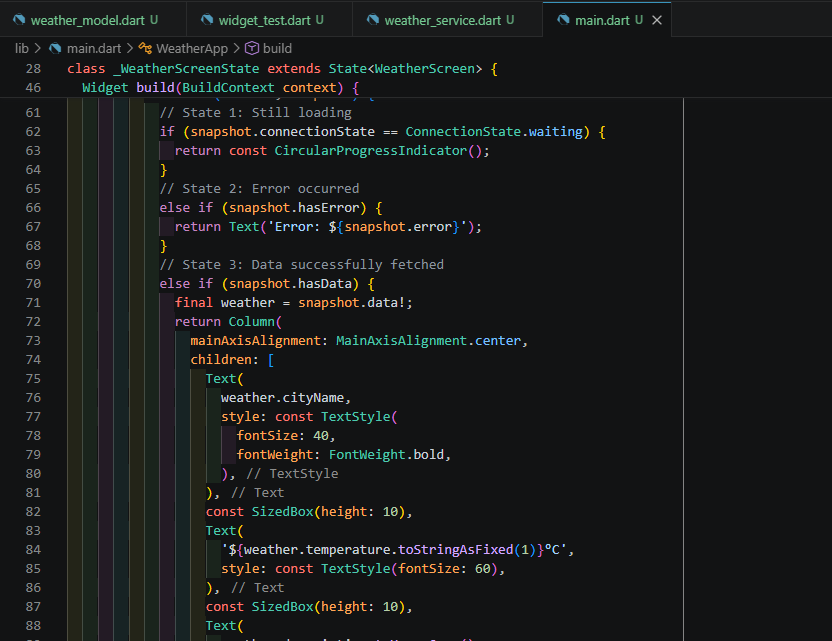 weather_model.dart U widget_test.dart U weather_service.dart U main.dart U
lib > main.dart > WeatherApp > build
28 class _WeatherScreenState extends State<WeatherScreen> {
46   Widget build(BuildContext context) {
61             // State 1: Still loading
62             if (snapshot.connectionState == ConnectionState.waiting) {
63               return const CircularProgressIndicator();
64             }
65             // State 2: Error occurred
66             else if (snapshot.hasError) {
67               return Text('Error: ${snapshot.error}');
68             }
69             // State 3: Data successfully fetched
70             else if (snapshot.hasData) {
71               final weather = snapshot.data!;
72               return Column(
73                 mainAxisAlignment: MainAxisAlignment.center,
74                 children: [
75                   Text(
76                     weather.cityName,
77                     style: const TextStyle(
78                       fontSize: 40,
79                       fontWeight: FontWeight.bold,
80                     ), // TextStyle
81                   ), // Text
82                   const SizedBox(height: 10),
83                   Text(
84                     '${weather.temperature.toStringAsFixed(1)}°C',
85                     style: const TextStyle(fontSize: 60),
86                   ), // Text
87                   const SizedBox(height: 10),
88                   Text(